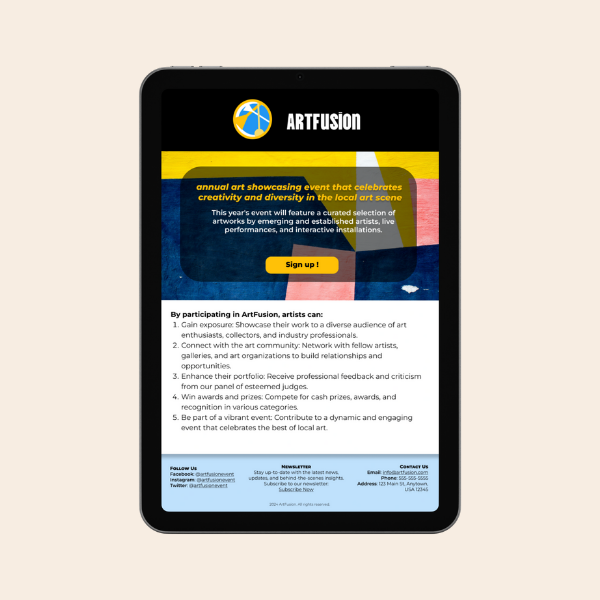 ARTFUSION
annual art showcasing event that celebrates
creativity and diversity in the local art scene
This year's event will feature a curated selection of
artworks by emerging and established artists, live
performances, and interactive installations.
Sign up !
By participating in ArtFusion, artists can:
1. Gain exposure: Showcase their work to a diverse audience of art
enthusiasts, collectors, and industry professionals.
2. Connect with the art community: Network with fellow artists,
galleries, and art organizations to build relationships and
opportunities.
3. Enhance their portfolio: Receive professional feedback and criticism
from our panel of esteemed judges.
4. Win awards and prizes: Compete for cash prizes, awards, and
recognition in various categories.
5. Be part of a vibrant event: Contribute to a dynamic and engaging
event that celebrates the best of local art.
Follow Us
Facebook: @artfusionevent
Instagram: @artfusionevent
Twitter: @artfusionevent
Newsletter
Stay up-to-date with the latest news,
updates, and behind the scenes insights.
Subscribe to our newsletter:
Subscribe Now
Contact Us
Email: info@artfusion.com
Phone: 555-555-5555
Address: 123 Main St, Anytown,
USA 12345
2024 ArtFusion. All rights reserved.